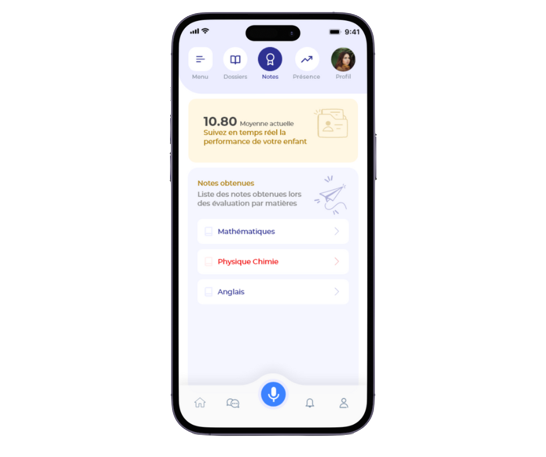 9:41
Menu
Dossiers
Notes
Présence
Profil
10.80 Moyenne actuelle
Suivez en temps réel la
performance de votre enfant
Notes obtenues
Liste des notes obtenues lors
des évaluation par matières
Mathématiques
Physique Chimie
Anglais